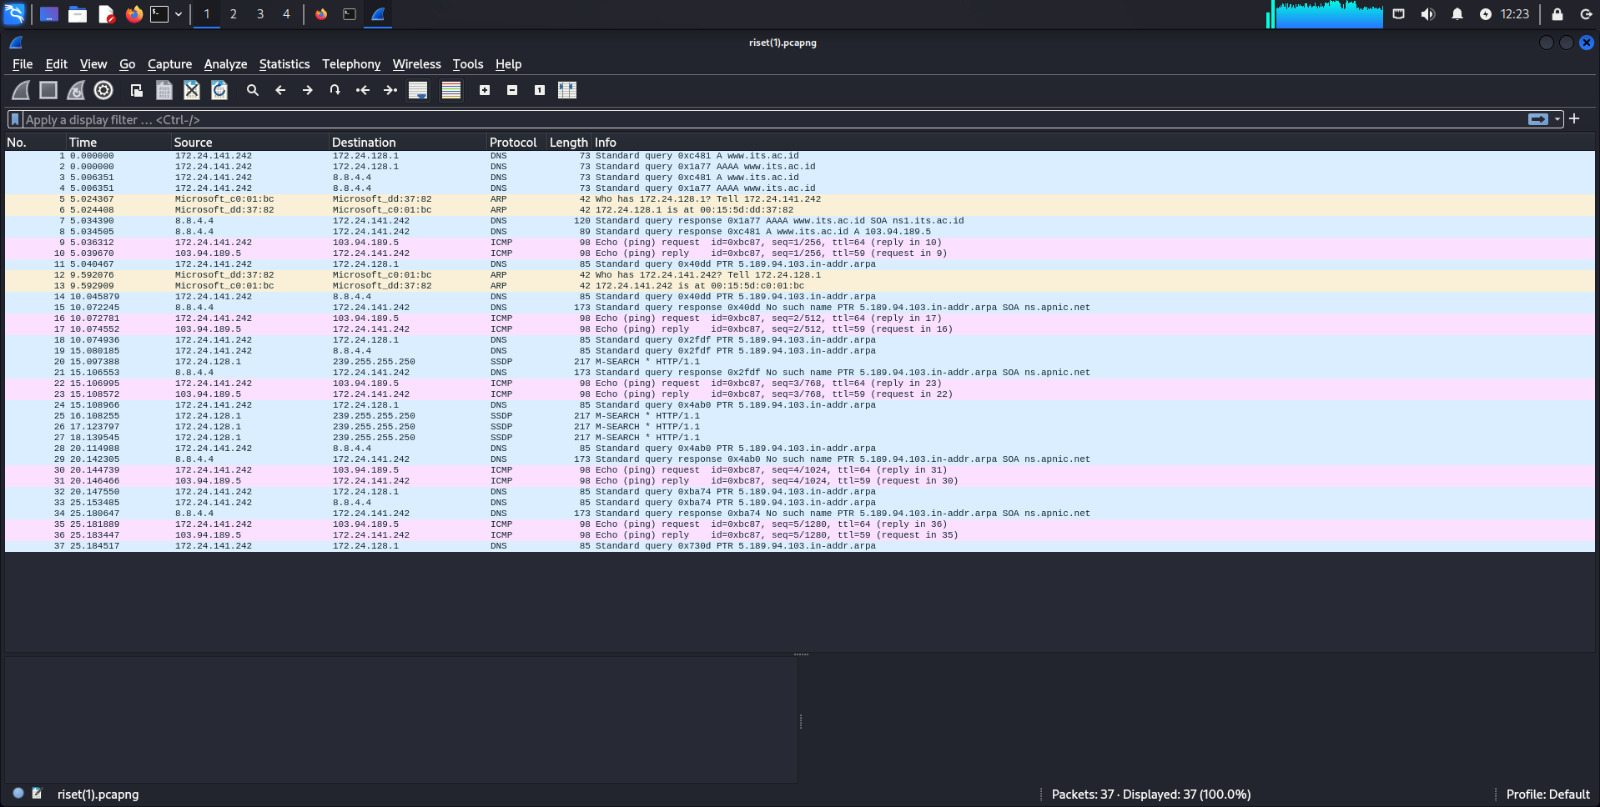 1 2 3 4 12:23
riset(1).pcapng
File Edit View Go Capture Analyze Statistics Telephony Wireless Tools Help
Apply a display filter … <Ctrl-/>
No. Time Source Destination Protocol Length Info
1 0.000000 172.24.141.242 172.24.128.1 DNS 73 Standard query 0xc481 A www.its.ac.id
2 0.000000 172.24.141.242 172.24.128.1 DNS 73 Standard query 0x1a77 AAAA www.its.ac.id
3 5.006351 172.24.141.242 8.8.4.4 DNS 73 Standard query 0xc481 A www.its.ac.id
4 5.006351 172.24.141.242 8.8.4.4 DNS 73 Standard query 0x1a77 AAAA www.its.ac.id
5 5.024367 Microsoft_c0:01:bc Microsoft_dd:37:82 ARP 42 Who has 172.24.128.1? Tell 172.24.141.242
6 5.024408 Microsoft_dd:37:82 Microsoft_c0:01:bc ARP 42 172.24.128.1 is at 00:15:5d:dd:37:82
7 5.034390 8.8.4.4 172.24.141.242 DNS 120 Standard query response 0x1a77 AAAA www.its.ac.id SOA ns1.its.ac.id
8 5.034505 8.8.4.4 172.24.141.242 DNS 89 Standard query response 0xc481 A www.its.ac.id A 103.94.189.5
9 5.036312 172.24.141.242 103.94.189.5 ICMP 98 Echo (ping) request id=0xbc87, seq=1/256, ttl=64 (reply in 10)
10 5.039670 103.94.189.5 172.24.141.242 ICMP 98 Echo (ping) reply id=0xbc87, seq=1/256, ttl=59 (request in 9)
11 5.040467 172.24.141.242 172.24.128.1 DNS 85 Standard query 0x40dd PTR 5.189.94.103.in-addr.arpa
12 9.592076 Microsoft_dd:37:82 Microsoft_c0:01:bc ARP 42 Who has 172.24.141.242? Tell 172.24.128.1
13 9.592909 Microsoft_c0:01:bc Microsoft_dd:37:82 ARP 42 172.24.141.242 is at 00:15:5d:c0:01:bc
14 10.045879 172.24.141.242 8.8.4.4 DNS 85 Standard query 0x40dd PTR 5.189.94.103.in-addr.arpa
15 10.072245 8.8.4.4 172.24.141.242 DNS 173 Standard query response 0x40dd No such name PTR 5.189.94.103.in-addr.arpa SOA ns.apnic.net
16 10.072781 172.24.141.242 103.94.189.5 ICMP 98 Echo (ping) request id=0xbc87, seq=2/512, ttl=64 (reply in 17)
17 10.074552 103.94.189.5 172.24.141.242 ICMP 98 Echo (ping) reply id=0xbc87, seq=2/512, ttl=59 (request in 16)
18 10.074936 172.24.141.242 172.24.128.1 DNS 85 Standard query 0x2fdf PTR 5.189.94.103.in-addr.arpa
19 15.080185 172.24.141.242 8.8.4.4 DNS 85 Standard query 0x2fdf PTR 5.189.94.103.in-addr.arpa
20 15.097388 172.24.128.1 239.255.255.250 SSDP 217 M-SEARCH * HTTP/1.1
21 15.106553 8.8.4.4 172.24.141.242 DNS 173 Standard query response 0x2fdf No such name PTR 5.189.94.103.in-addr.arpa SOA ns.apnic.net
22 15.106995 172.24.141.242 103.94.189.5 ICMP 98 Echo (ping) request id=0xbc87, seq=3/768, ttl=64 (reply in 23)
23 15.108572 103.94.189.5 172.24.141.242 ICMP 98 Echo (ping) reply id=0xbc87, seq=3/768, ttl=59 (request in 22)
24 15.108966 172.24.141.242 172.24.128.1 DNS 85 Standard query 0x4ab0 PTR 5.189.94.103.in-addr.arpa
25 16.108255 172.24.128.1 239.255.255.250 SSDP 217 M-SEARCH * HTTP/1.1
26 17.123797 172.24.128.1 239.255.255.250 SSDP 217 M-SEARCH * HTTP/1.1
27 18.139545 172.24.128.1 239.255.255.250 SSDP 217 M-SEARCH * HTTP/1.1
28 20.114988 172.24.141.242 8.8.4.4 DNS 85 Standard query 0x4ab0 PTR 5.189.94.103.in-addr.arpa
29 20.142305 8.8.4.4 172.24.141.242 DNS 173 Standard query response 0x4ab0 No such name PTR 5.189.94.103.in-addr.arpa SOA ns.apnic.net
30 20.144739 172.24.141.242 103.94.189.5 ICMP 98 Echo (ping) request id=0xbc87, seq=4/1024, ttl=64 (reply in 31)
31 20.146466 103.94.189.5 172.24.141.242 ICMP 98 Echo (ping) reply id=0xbc87, seq=4/1024, ttl=59 (request in 30)
32 20.147550 172.24.141.242 172.24.128.1 DNS 85 Standard query 0xba74 PTR 5.189.94.103.in-addr.arpa
33 25.153485 172.24.141.242 8.8.4.4 DNS 85 Standard query 0xba74 PTR 5.189.94.103.in-addr.arpa
34 25.180647 8.8.4.4 172.24.141.242 DNS 173 Standard query response 0xba74 No such name PTR 5.189.94.103.in-addr.arpa SOA ns.apnic.net
35 25.181889 172.24.141.242 103.94.189.5 ICMP 98 Echo (ping) request id=0xbc87, seq=5/1280, ttl=64 (reply in 36)
36 25.183447 103.94.189.5 172.24.141.242 ICMP 98 Echo (ping) reply id=0xbc87, seq=5/1280, ttl=59 (request in 35)
37 25.184517 172.24.141.242 172.24.128.1 DNS 85 Standard query 0x730d PTR 5.189.94.103.in-addr.arpa
riset(1).pcapng Packets: 37 · Displayed: 37 (100.0%) Profile: Default